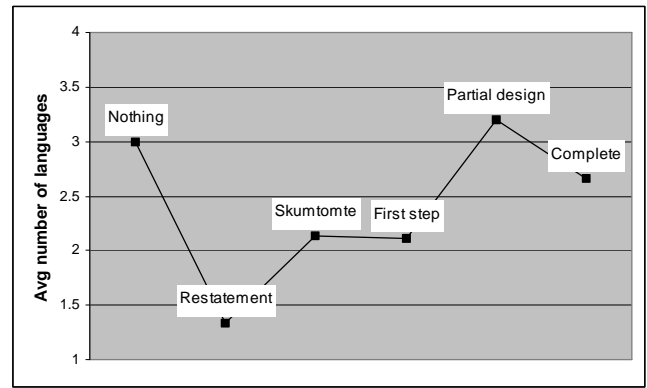 Avg number of languages
4
3.5
3
2.5
2
1.5
1
Nothing
Restatement
Skumtomte
First step
Partial design
Complete